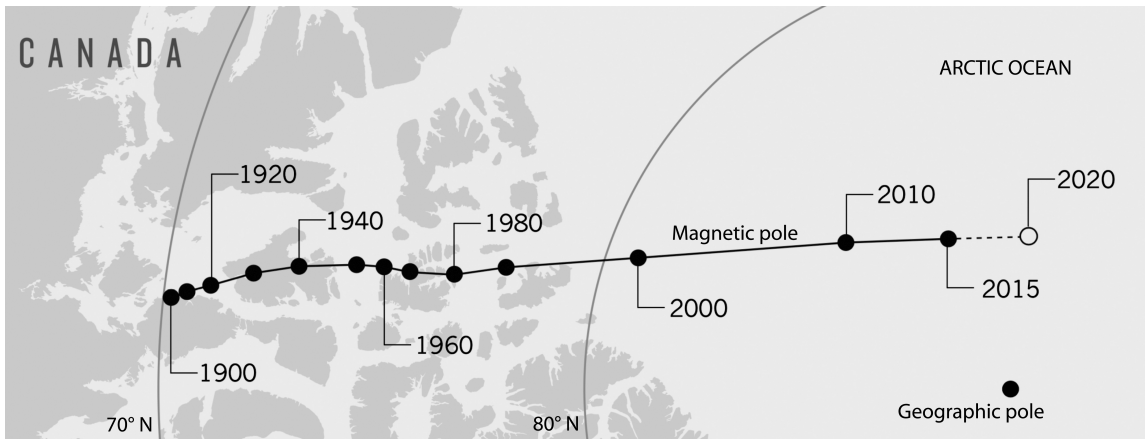 CANADA
ARCTIC OCEAN
1920
2020
2010
1940
1980
Magnetic pole
2015
2000
1960
1900
Geographic pole
70° N
80° N